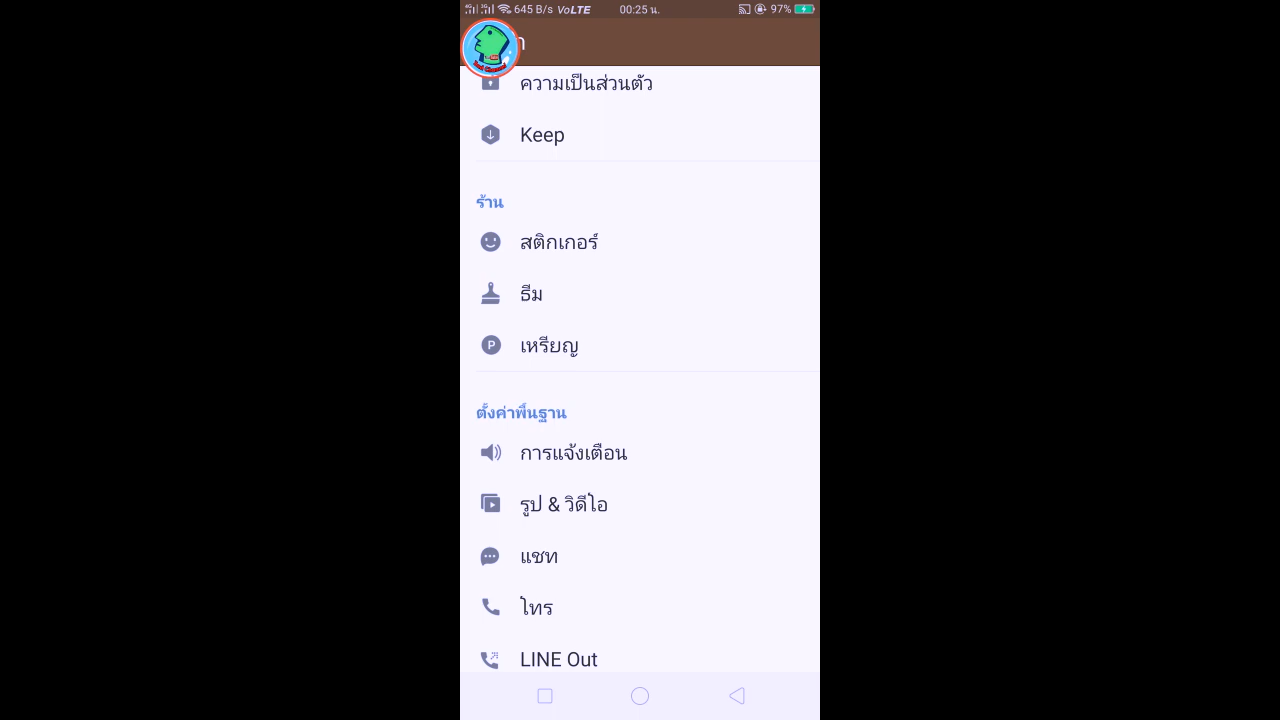 645 B/s VoLTE 00:25 น. 97%
ความเป็นส่วนตัว
Keep
ร้าน
สติกเกอร์
ธีม
เหรียญ
ตั้งค่าพื้นฐาน
การแจ้งเตือน
รูป & วิดีโอ
แชท
โทร
LINE Out